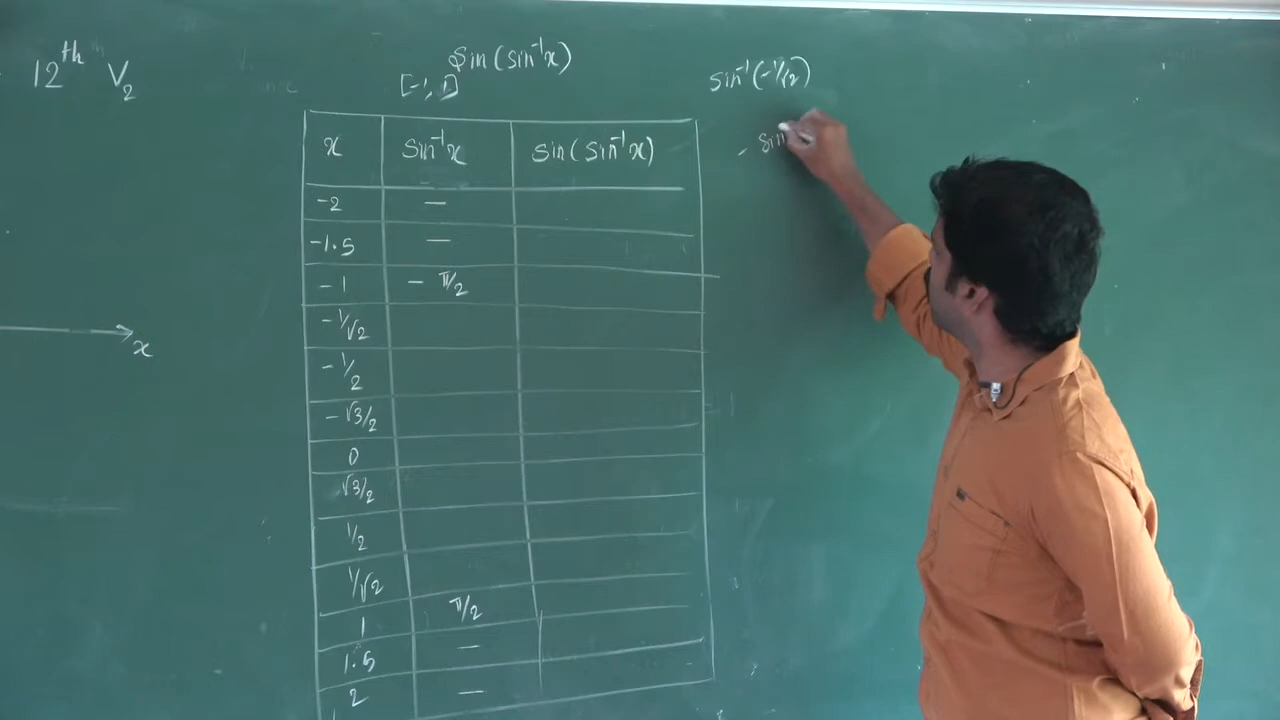 12th V2
sin(sin⁻¹x)
[-1, 1]
sin⁻¹(-1/√2)
- sin
x sin⁻¹x sin(sin⁻¹x)
-2 —
-1.5 —
-1 - π/2
-1/√2
-1/2
-√3/2
0
√3/2
1/2
1/√2
1 π/2
1.5 —
2 —
x